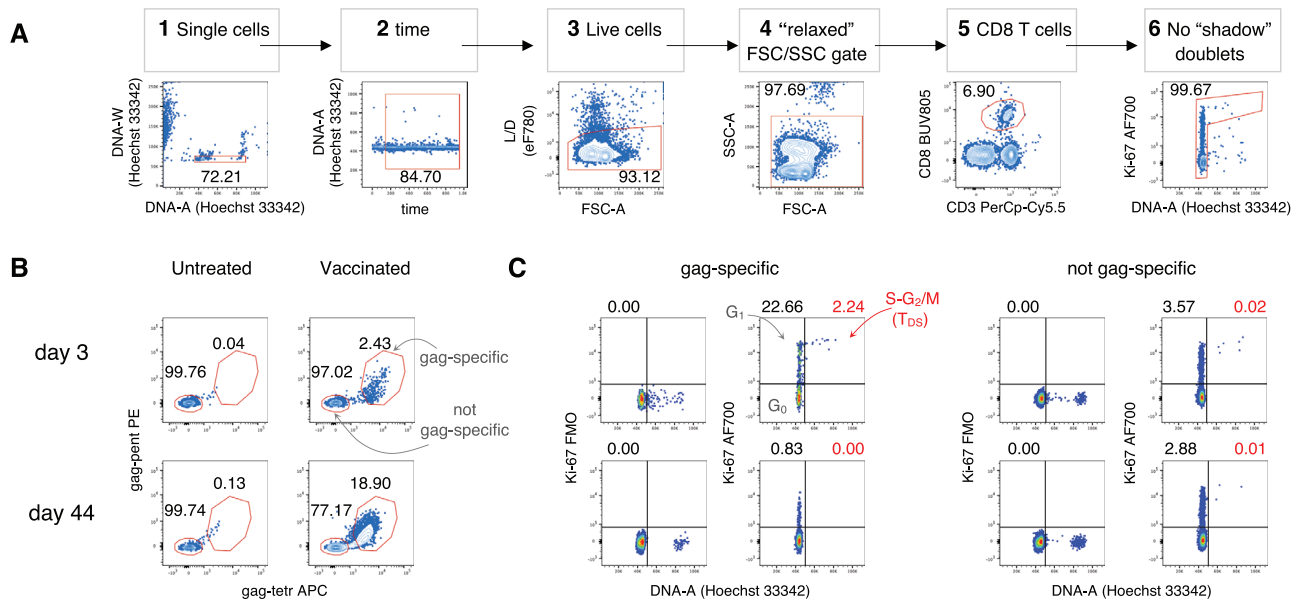 A
1 Single cells
2 time
3 Live cells
4 “relaxed”
FSC/SSC gate
5 CD8 T cells
6 No “shadow”
doublets
DNA-W
(Hoechst 33342)
72.21
DNA-A (Hoechst 33342)
DNA-A
(Hoechst 33342)
84.70
time
L/D
(eF780)
93.12
FSC-A
97.69
SSC-A
FSC-A
6.90
CD8 BUV805
CD3 PerCp-Cy5.5
99.67
Ki-67 AF700
DNA-A (Hoechst 33342)
B
Untreated
Vaccinated
day 3
0.04
99.76
2.43
97.02
gag-specific
not
gag-specific
gag-pent PE
day 44
0.13
99.74
18.90
77.17
gag-tetr APC
C
gag-specific
not gag-specific
0.00
22.66
2.24
G1
S-G2/M
(TDS)
G0
0.00
3.57
0.02
Ki-67 FMO
Ki-67 AF700
Ki-67 FMO
Ki-67 AF700
0.00
0.83
0.00
0.00
2.88
0.01
DNA-A (Hoechst 33342)
DNA-A (Hoechst 33342)